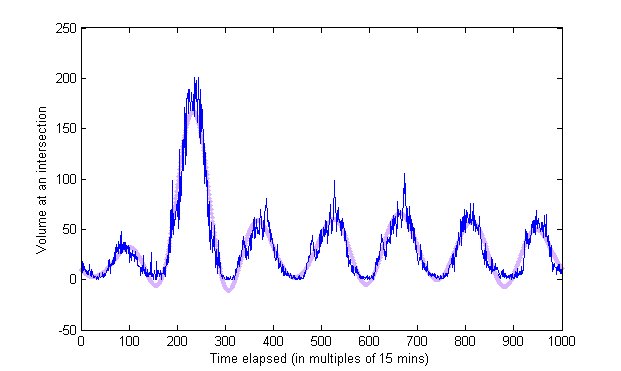 250
200
150
100
50
0
-50
Volume at an intersection
0 100 200 300 400 500 600 700 800 900 1000
Time elapsed (in multiples of 15 mins)